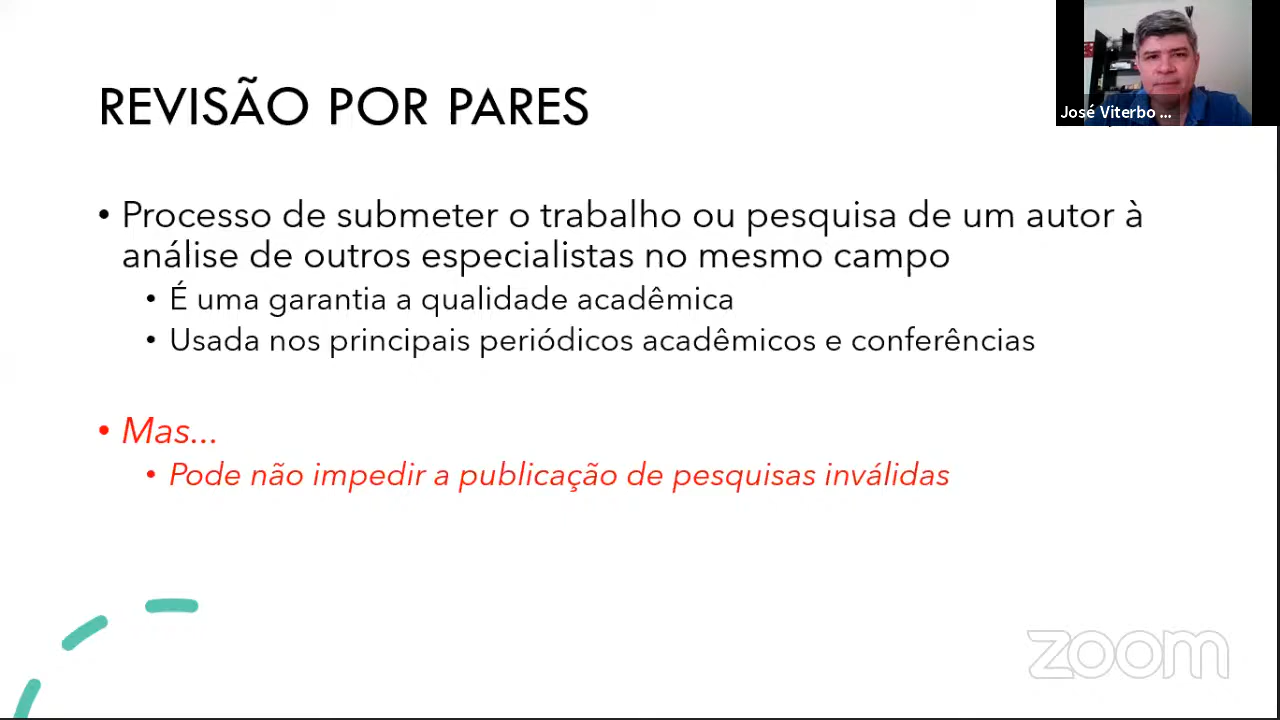 José Viterbo ...
REVISÃO POR PARES
• Processo de submeter o trabalho ou pesquisa de um autor à
análise de outros especialistas no mesmo campo
• É uma garantia a qualidade acadêmica
• Usada nos principais periódicos acadêmicos e conferências
• Mas...
• Pode não impedir a publicação de pesquisas inválidas
zoom